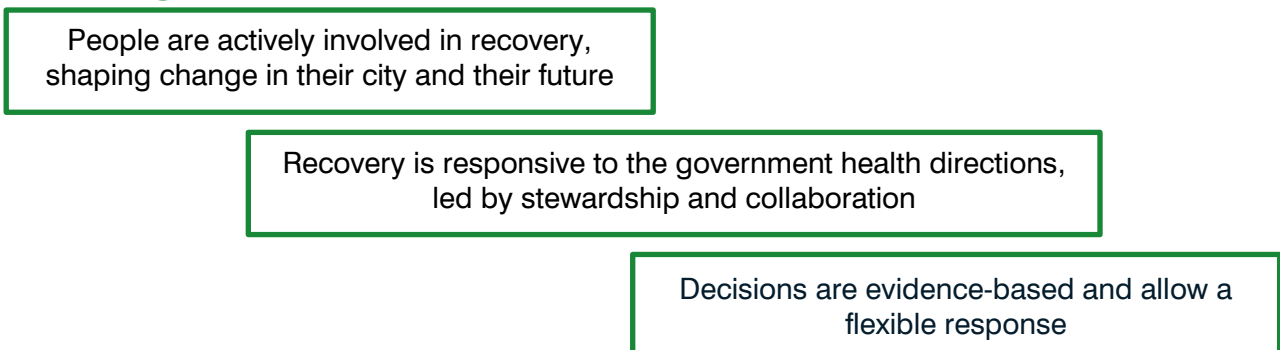 People are actively involved in recovery,
shaping change in their city and their future
Recovery is responsive to the government health directions,
led by stewardship and collaboration
Decisions are evidence-based and allow a
flexible response